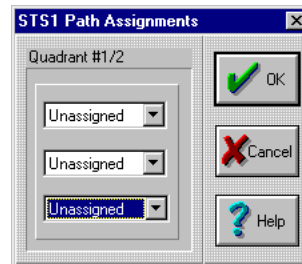 STS1 Path Assignments
Quadrant #1/2
Unassigned
Unassigned
Unassigned
OK
Cancel
Help